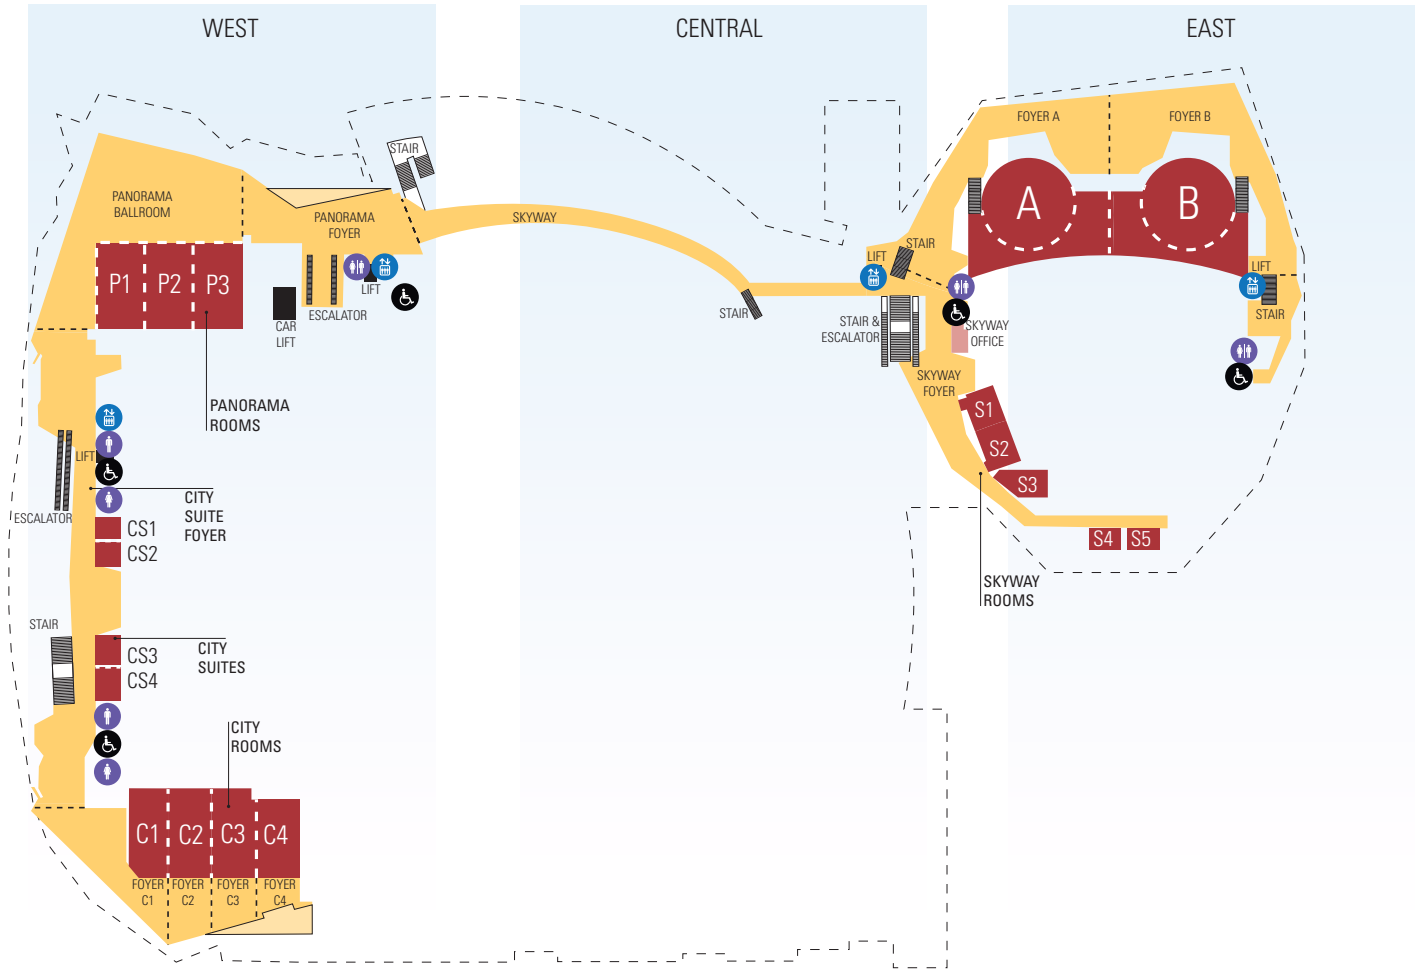 WEST
CENTRAL
EAST
STAIR
PANORAMA
BALLROOM
PANORAMA
FOYER
SKYWAY
P1
P2
P3
LIFT
CAR
LIFT
ESCALATOR
PANORAMA
ROOMS
LIFT
ESCALATOR
CITY
SUITE
FOYER
CS1
CS2
STAIR
CS3
CS4
CITY
SUITES
CITY
ROOMS
C1
C2
C3
C4
FOYER
C1
FOYER
C2
FOYER
C3
FOYER
C4
STAIR
STAIR &
ESCALATOR
LIFT
STAIR
FOYER A
FOYER B
A
B
LIFT
STAIR
SKYWAY
OFFICE
SKYWAY
FOYER
S1
S2
S3
S4
S5
SKYWAY
ROOMS